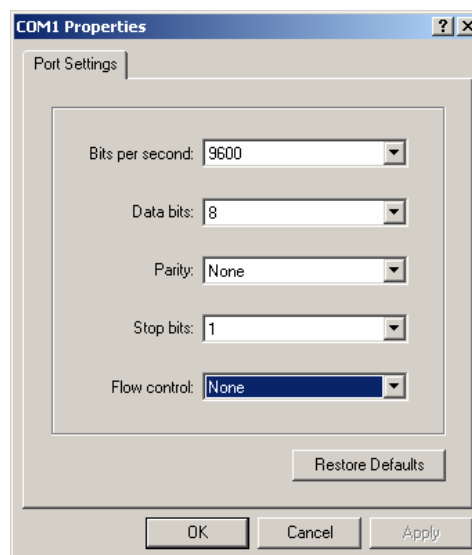 COM1 Properties
Port Settings
Bits per second: 9600
Data bits: 8
Parity: None
Stop bits: 1
Flow control: None
Restore Defaults
OK Cancel Apply